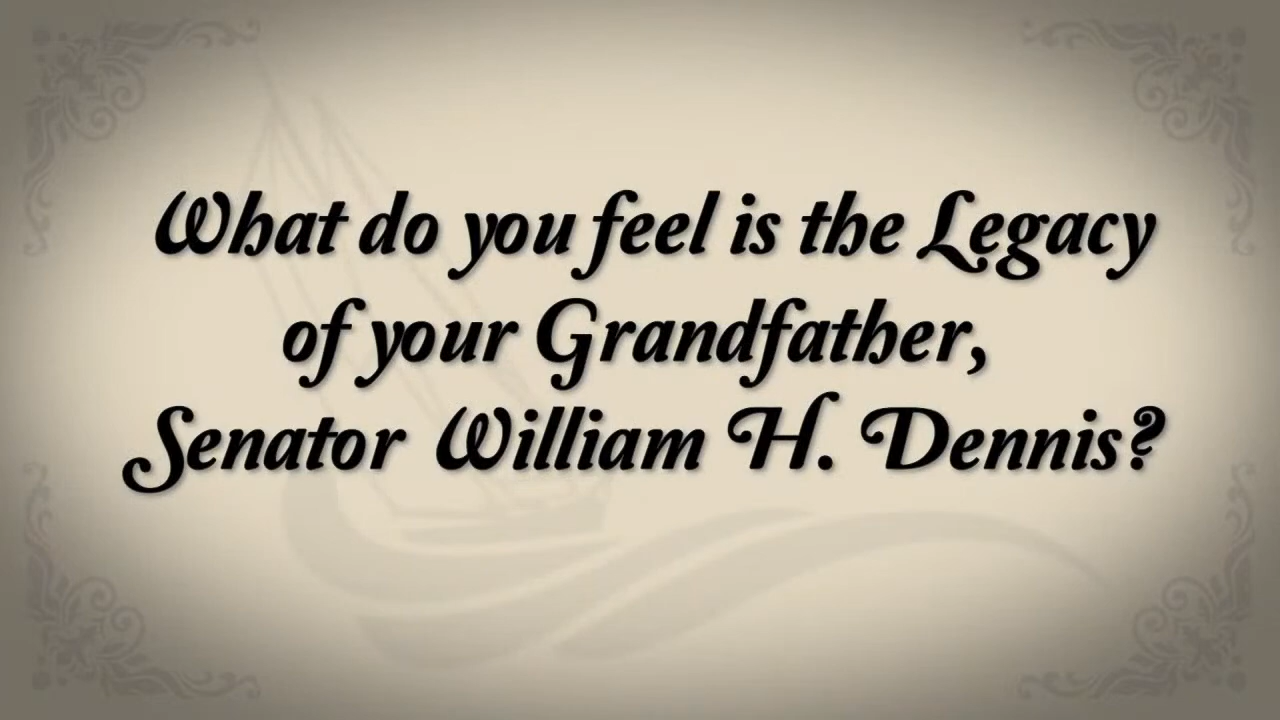 What do you feel is the Legacy
of your Grandfather,
Senator William H. Dennis?